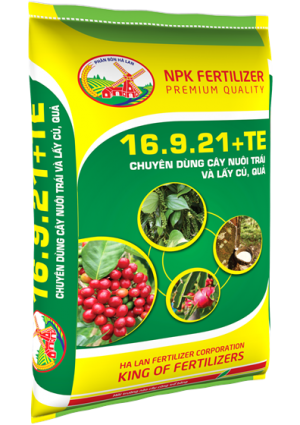 PHÂN BÓN HÀ LAN
NPK FERTILIZER
PREMIUM QUALITY
16.9.21+TE
CHUYÊN DÙNG CÂY NUÔI TRÁI
VÀ LẤY CỦ, QUẢ
HA LAN FERTILIZER CORPORATION
KING OF FERTILIZERS
16.9.21+TE
CHUYÊN DÙNG CÂY NUÔI TRÁI VÀ LẤY CỦ, QUẢ